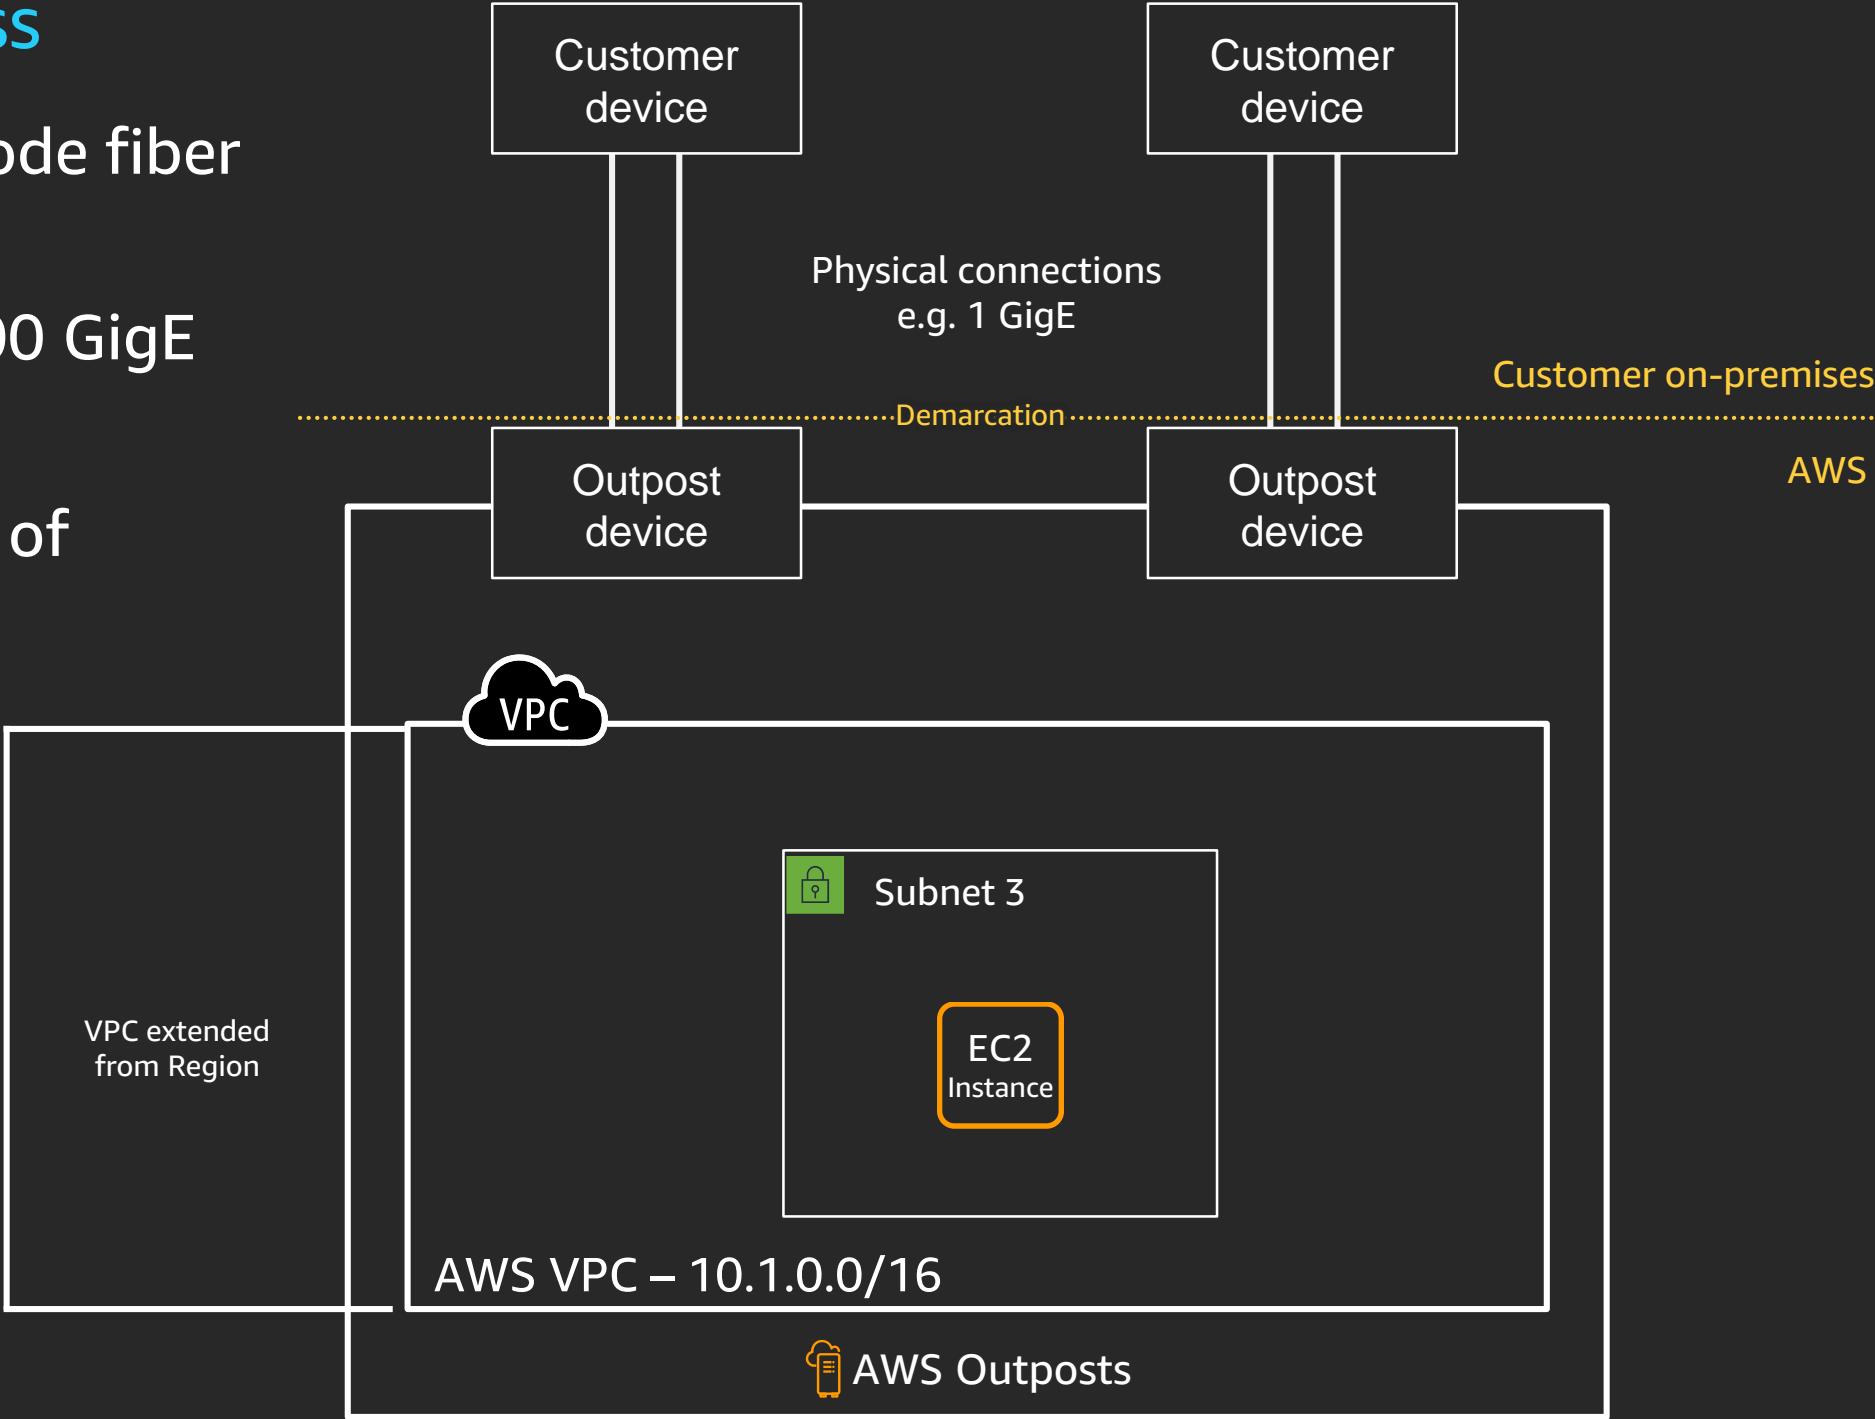 ss
Customer
device
Customer
device
ode fiber
Physical connections
e.g. 1 GigE
00 GigE
Customer on-premises
Demarcation
AWS
Outpost
device
Outpost
device
of
VPC
Subnet 3
VPC extended
from Region
EC2
Instance
AWS VPC – 10.1.0.0/16
AWS Outposts